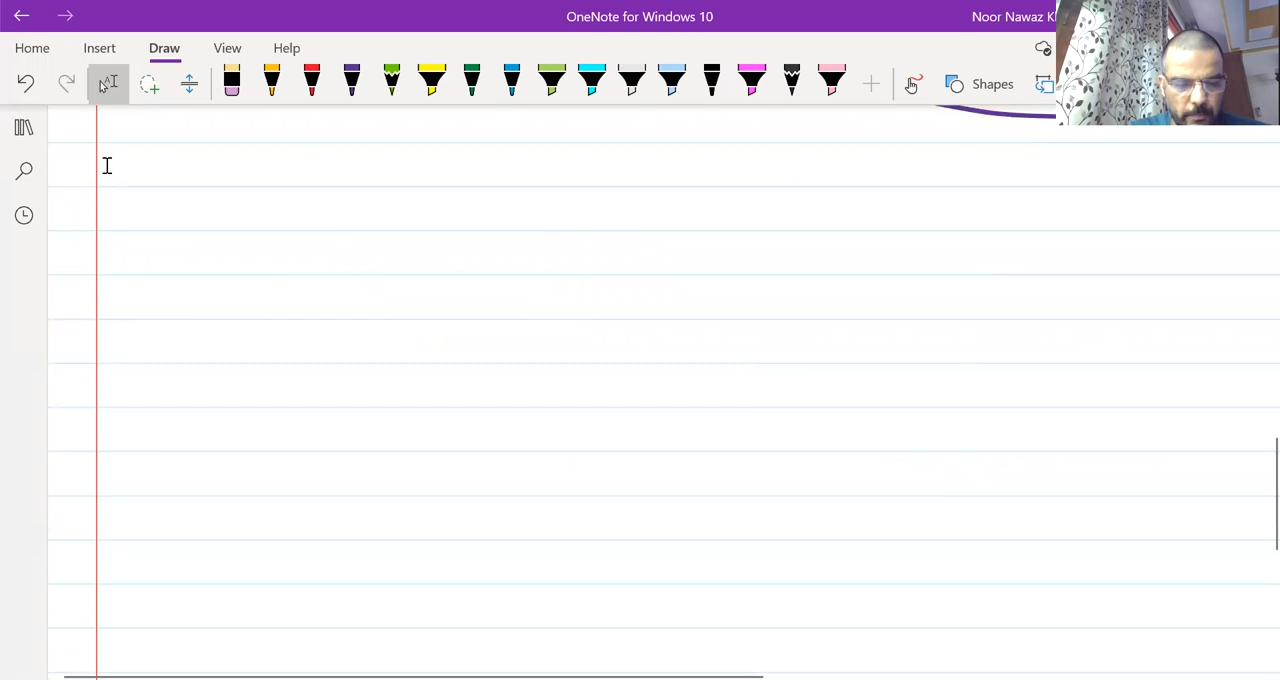 OneNote for Windows 10
Noor Nawaz
Home
Insert
Draw
View
Help
Shapes